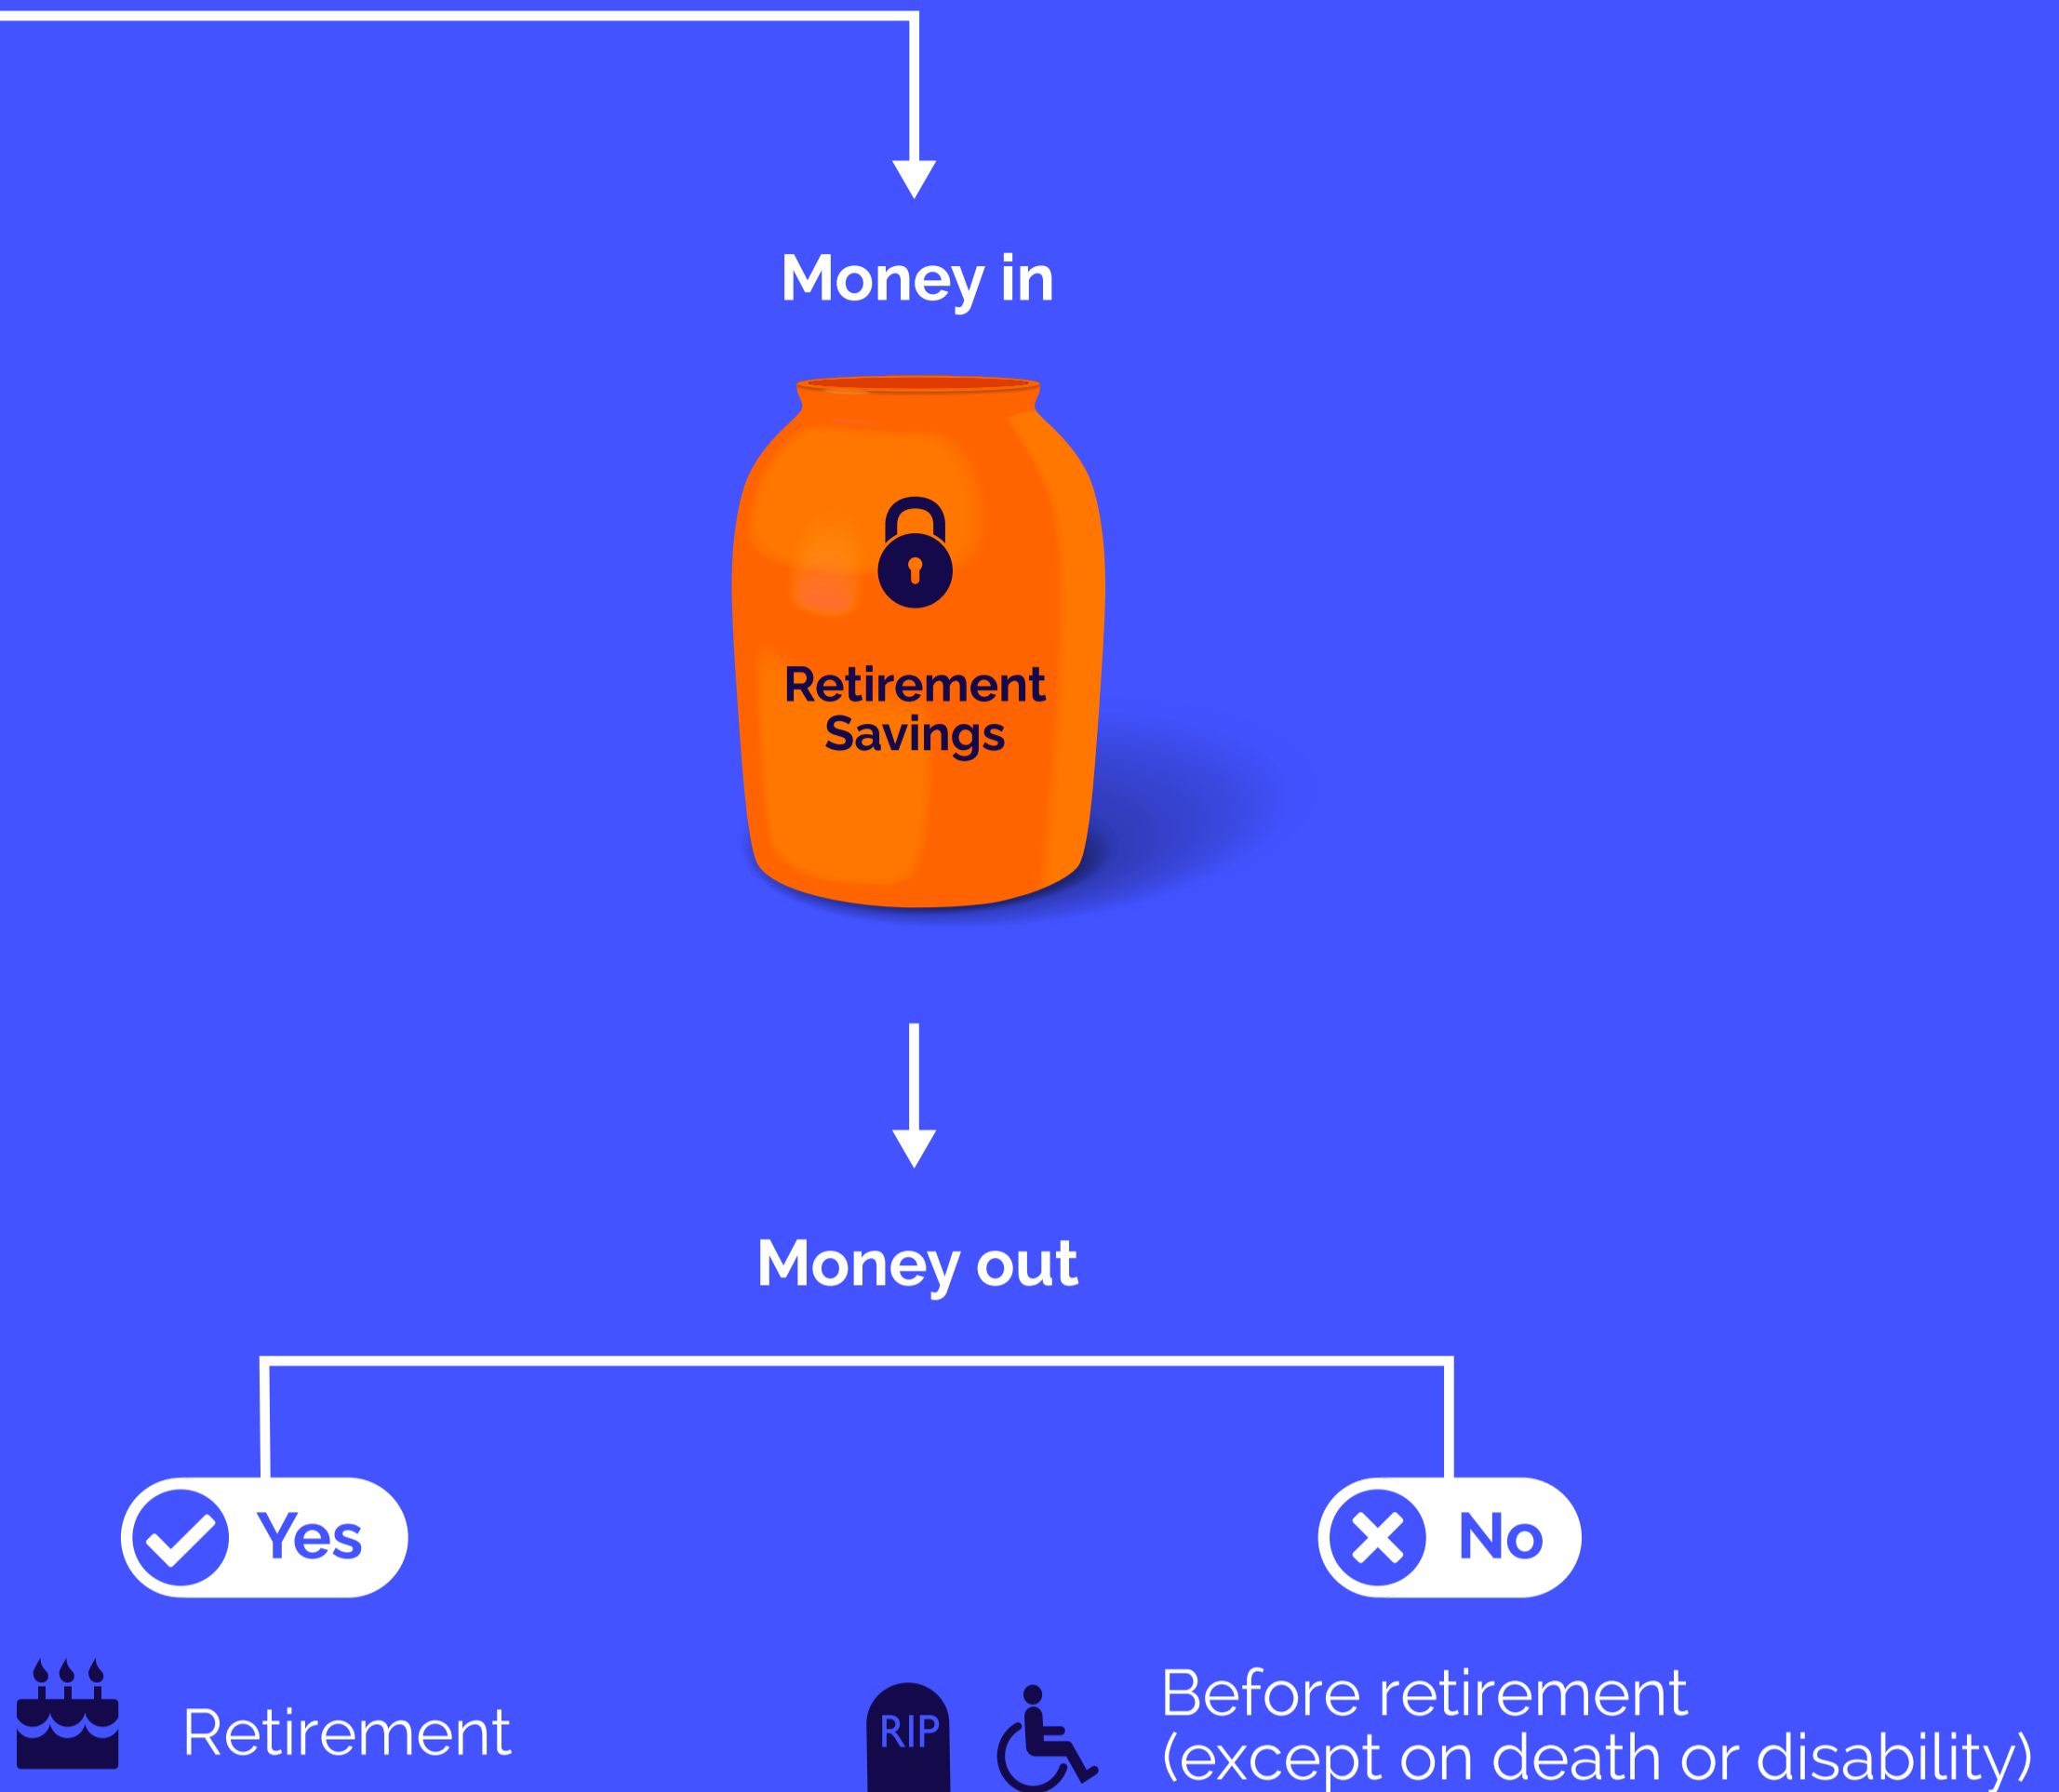 Money in
Retirement
Savings
Money out
Yes
No
Retirement
RIP
Before retirement
(except on death or disability)